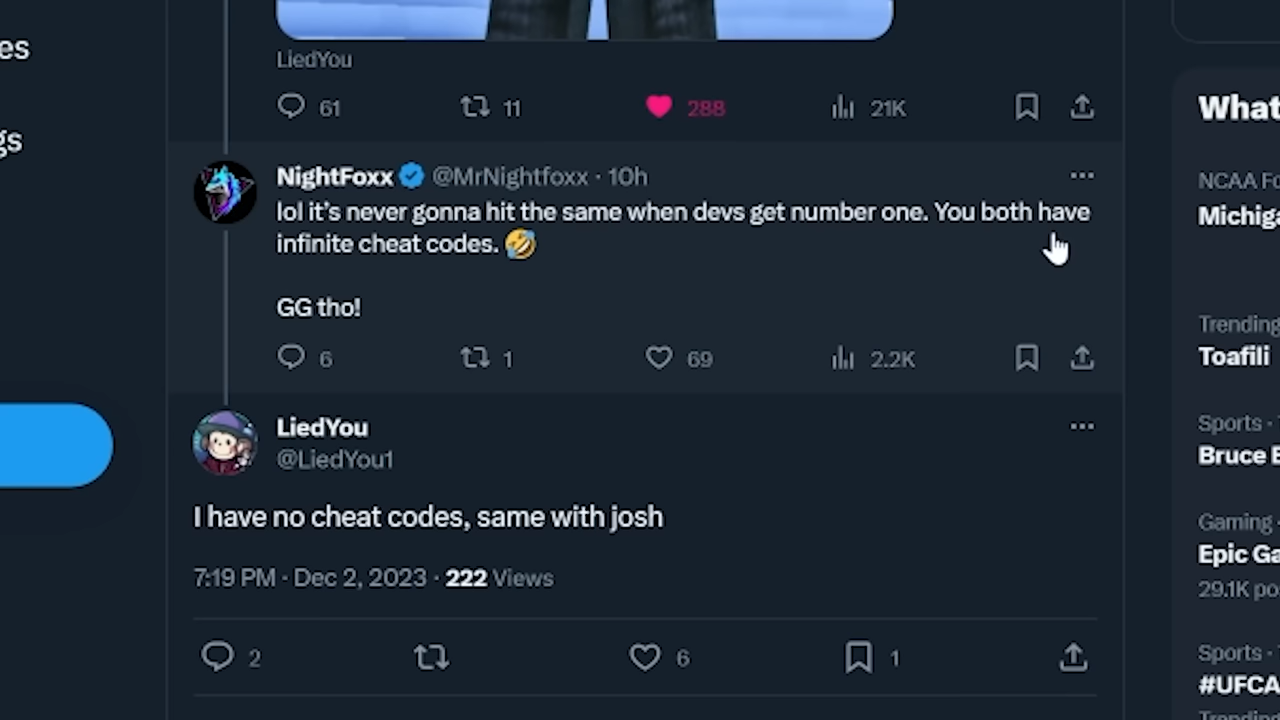 es
gs
LiedYou
61 11 288 21K
NightFoxx @MrNightfoxx · 10h
lol it's never gonna hit the same when devs get number one. You both have
infinite cheat codes. 🤣
GG tho!
6 1 69 2.2K
LiedYou
@LiedYou1
I have no cheat codes, same with josh
7:19 PM · Dec 2, 2023 · 222 Views
2 6 1
What
NCAA Fo
Michiga
Trending
Toafili
Sports ·
Bruce B
Gaming ·
Epic Ga
29.1K po
Sports ·
#UFCA
Trending